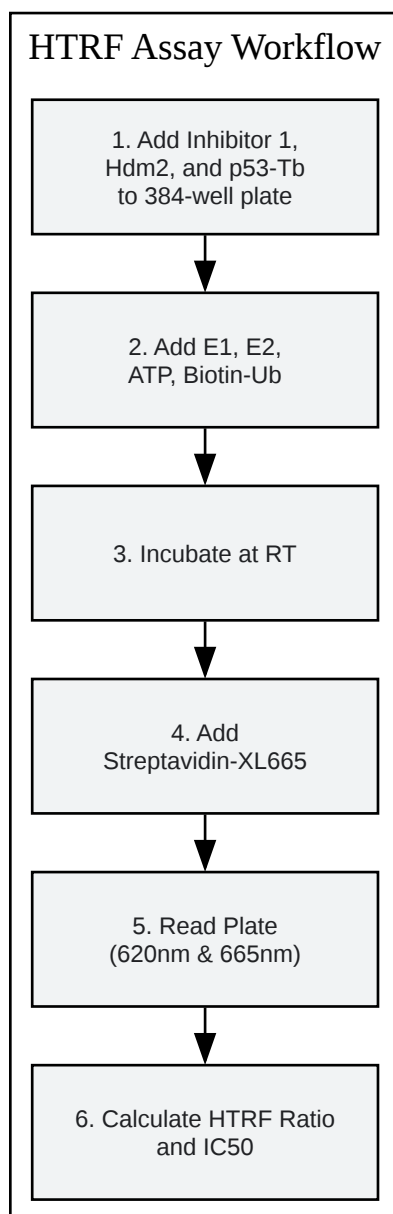 HTRF Assay Workflow
1. Add Inhibitor 1,
Hdm2, and p53-Tb
to 384-well plate
2. Add E1, E2,
ATP, Biotin-Ub
3. Incubate at RT
4. Add
Streptavidin-XL665
5. Read Plate
(620nm & 665nm)
6. Calculate HTRF Ratio
and IC50